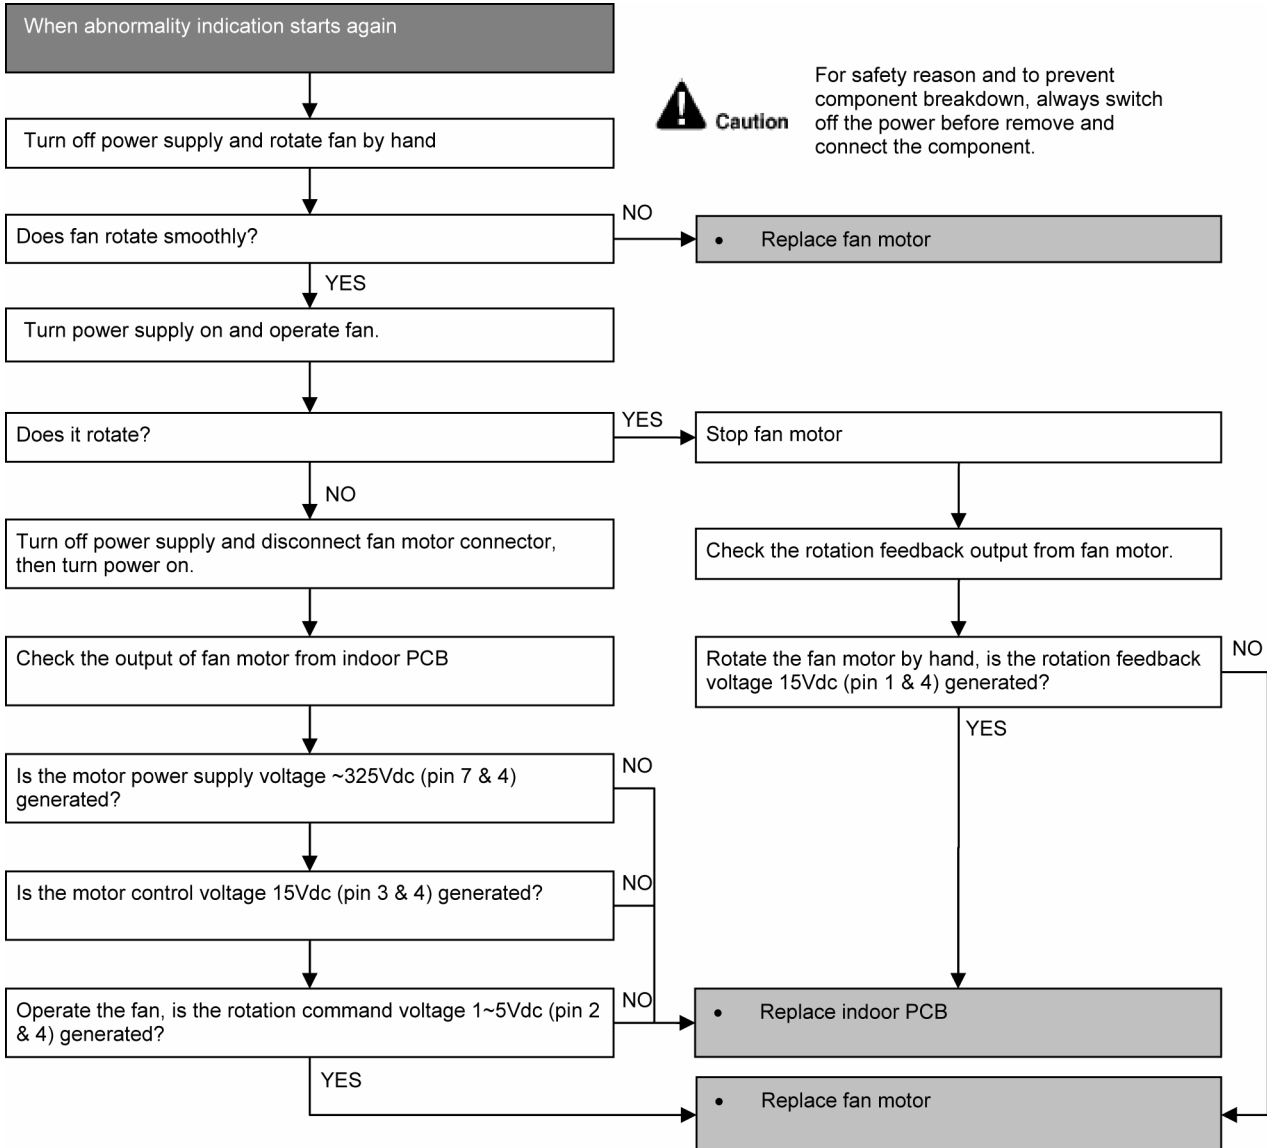 When abnormality indication starts again
For safety reason and to prevent
component breakdown, always switch
off the power before remove and
connect the component.
Caution
Turn off power supply and rotate fan by hand
Does fan rotate smoothly?
NO
• Replace fan motor
YES
Turn power supply on and operate fan.
Does it rotate?
YES
Stop fan motor
NO
Turn off power supply and disconnect fan motor connector,
then turn power on.
Check the rotation feedback output from fan motor.
Check the output of fan motor from indoor PCB
Rotate the fan motor by hand, is the rotation feedback
voltage 15Vdc (pin 1 & 4) generated?
NO
YES
Is the motor power supply voltage ~325Vdc (pin 7 & 4)
generated?
NO
Is the motor control voltage 15Vdc (pin 3 & 4) generated?
NO
Operate the fan, is the rotation command voltage 1~5Vdc (pin 2
& 4) generated?
NO
• Replace indoor PCB
YES
• Replace fan motor